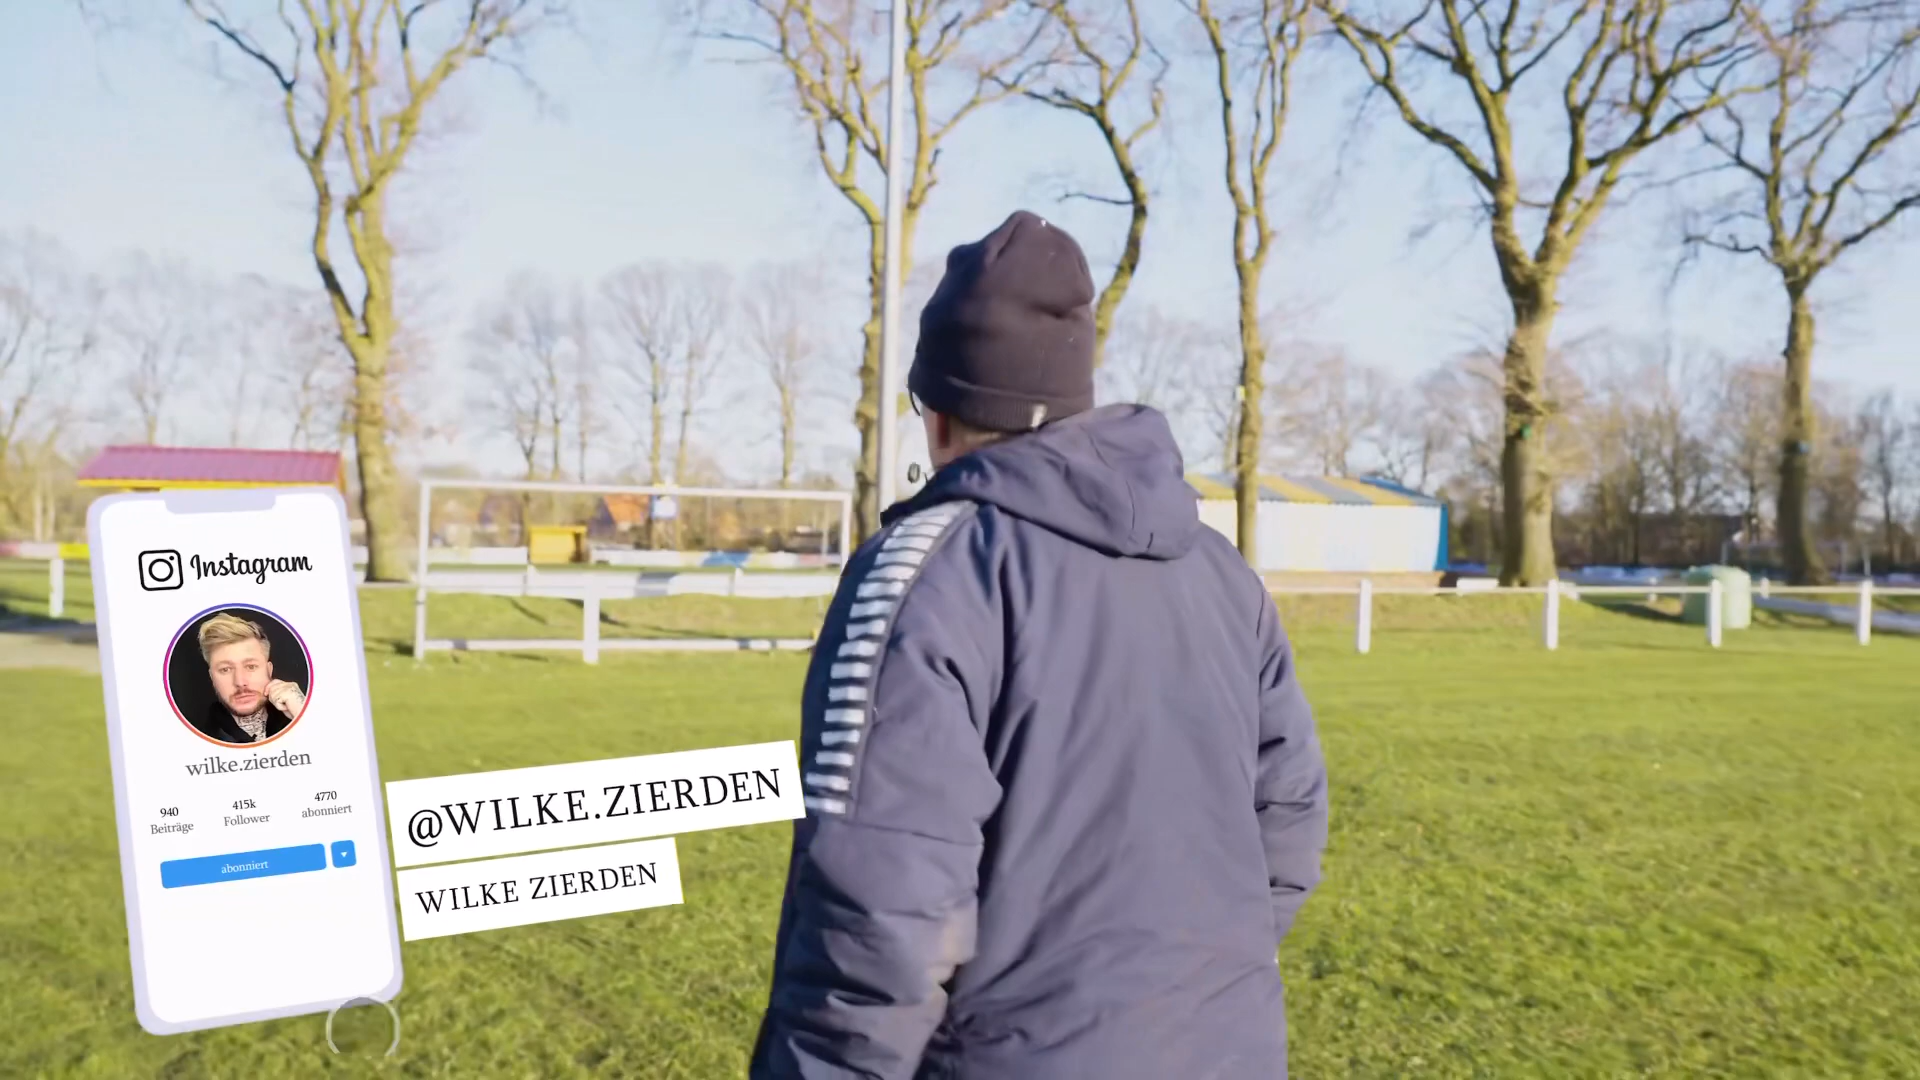 Instagram
wilke.zierden
940 415k 4770
Beiträge Follower abonniert
abonniert
@WILKE.ZIERDEN
WILKE ZIERDEN